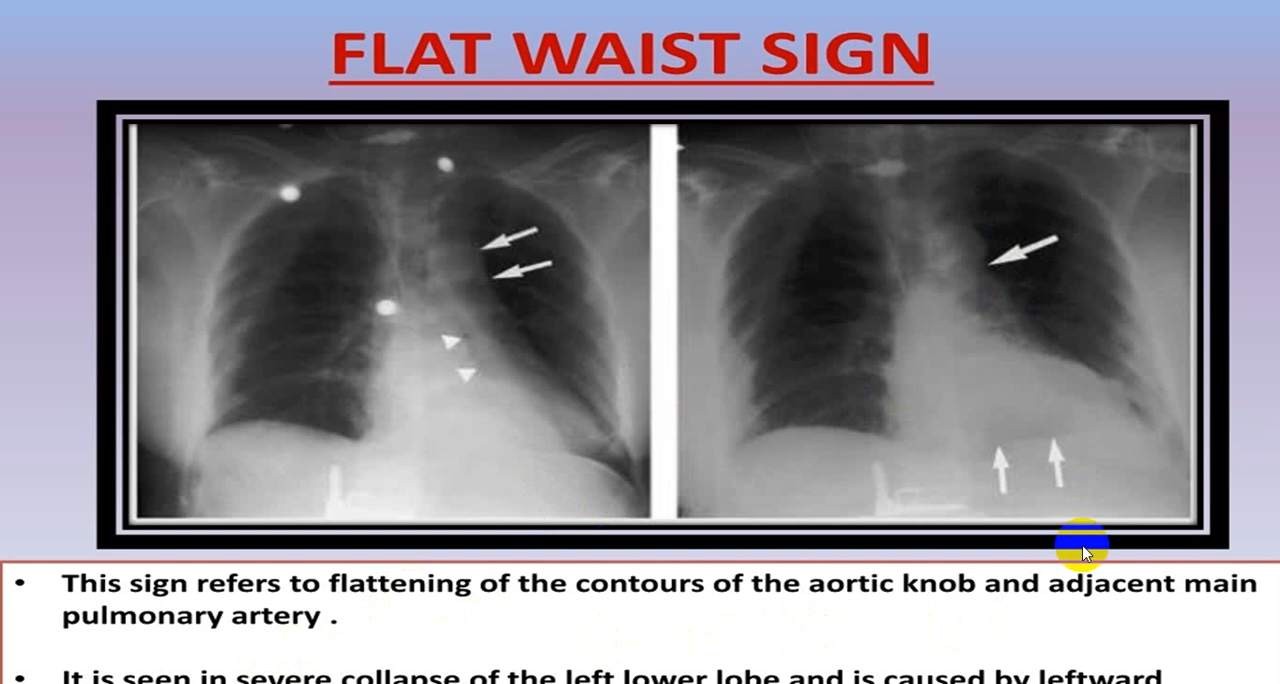 FLAT WAIST SIGN
• This sign refers to flattening of the contours of the aortic knob and adjacent main
pulmonary artery .
• It is seen in severe collapse of the left lower lobe and is caused by leftward